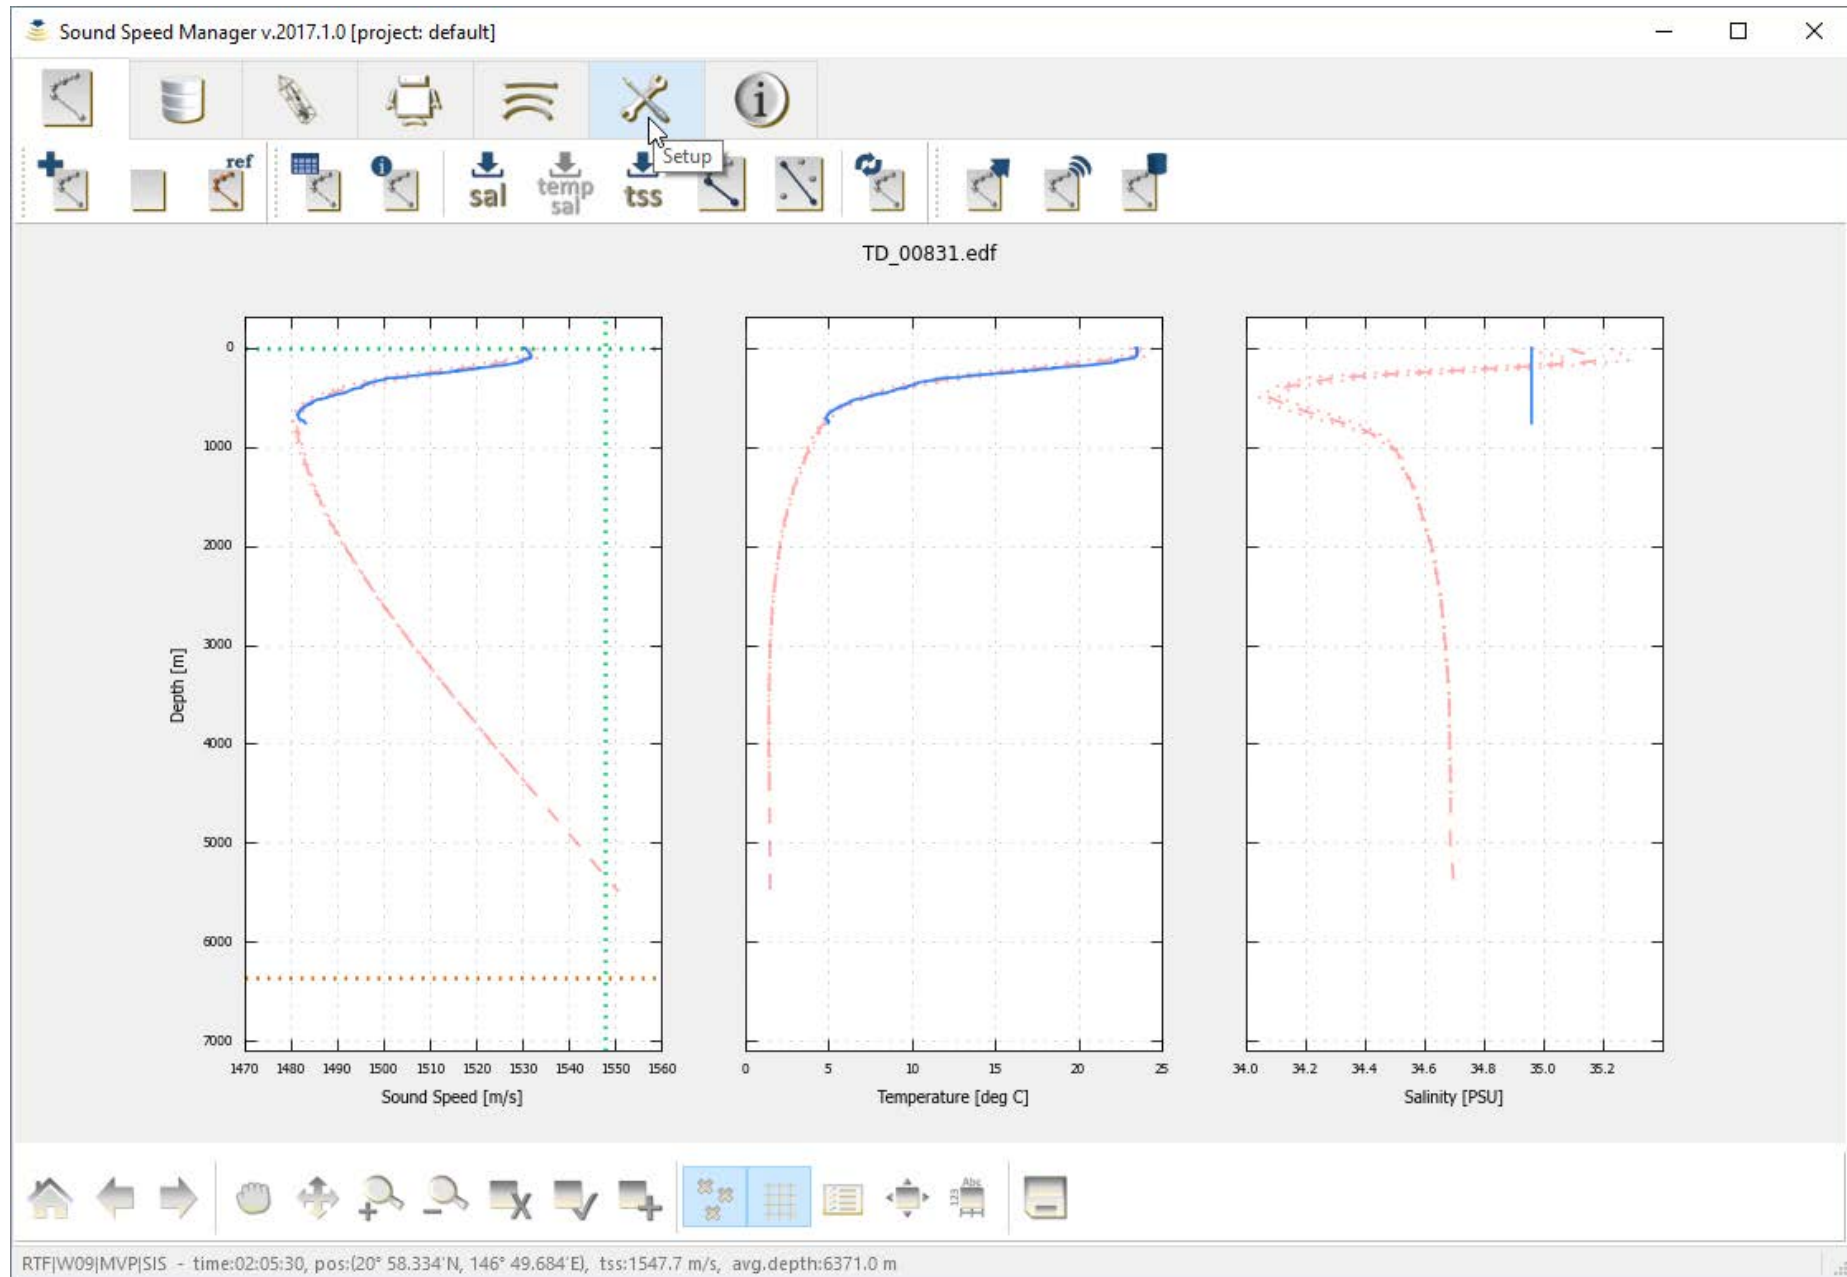 Sound Speed Manager v.2017.1.0 [project: default]
Setup
ref
sal
temp
sal
tss
TD_00831.edf
0
1000
2000
3000
4000
5000
6000
7000
Depth [m]
1470 1480 1490 1500 1510 1520 1530 1540 1550 1560
Sound Speed [m/s]
0 5 10 15 20 25
Temperature [deg C]
34.0 34.2 34.4 34.6 34.8 35.0 35.2
Salinity [PSU]
Abc
123
RTF|W09|MVP|SIS - time:02:05:30, pos:(20° 58.334'N, 146° 49.684'E), tss:1547.7 m/s, avg.depth:6371.0 m